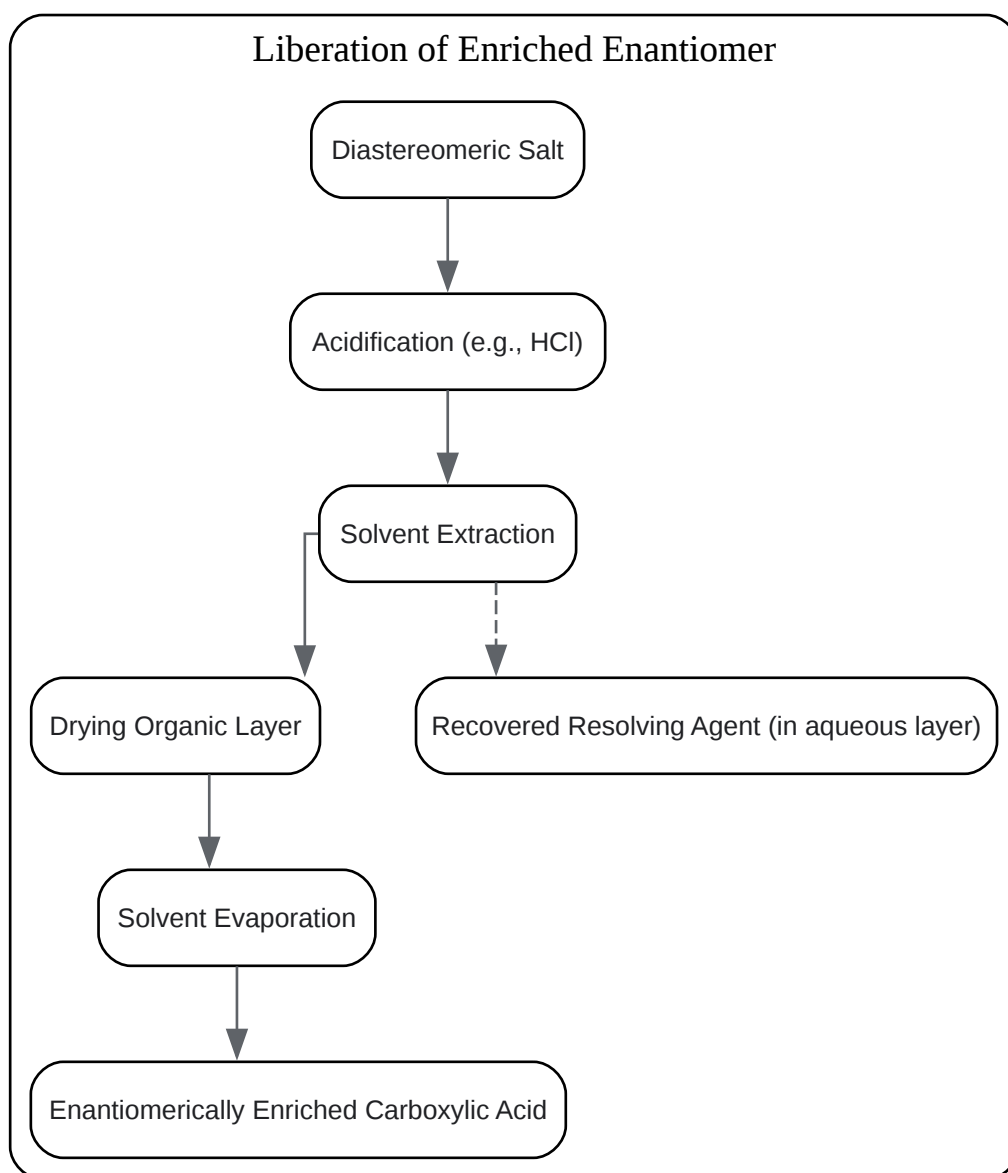 Liberation of Enriched Enantiomer
Diastereomeric Salt
Acidification (e.g., HCl)
Solvent Extraction
Drying Organic Layer
Recovered Resolving Agent (in aqueous layer)
Solvent Evaporation
Enantiomerically Enriched Carboxylic Acid